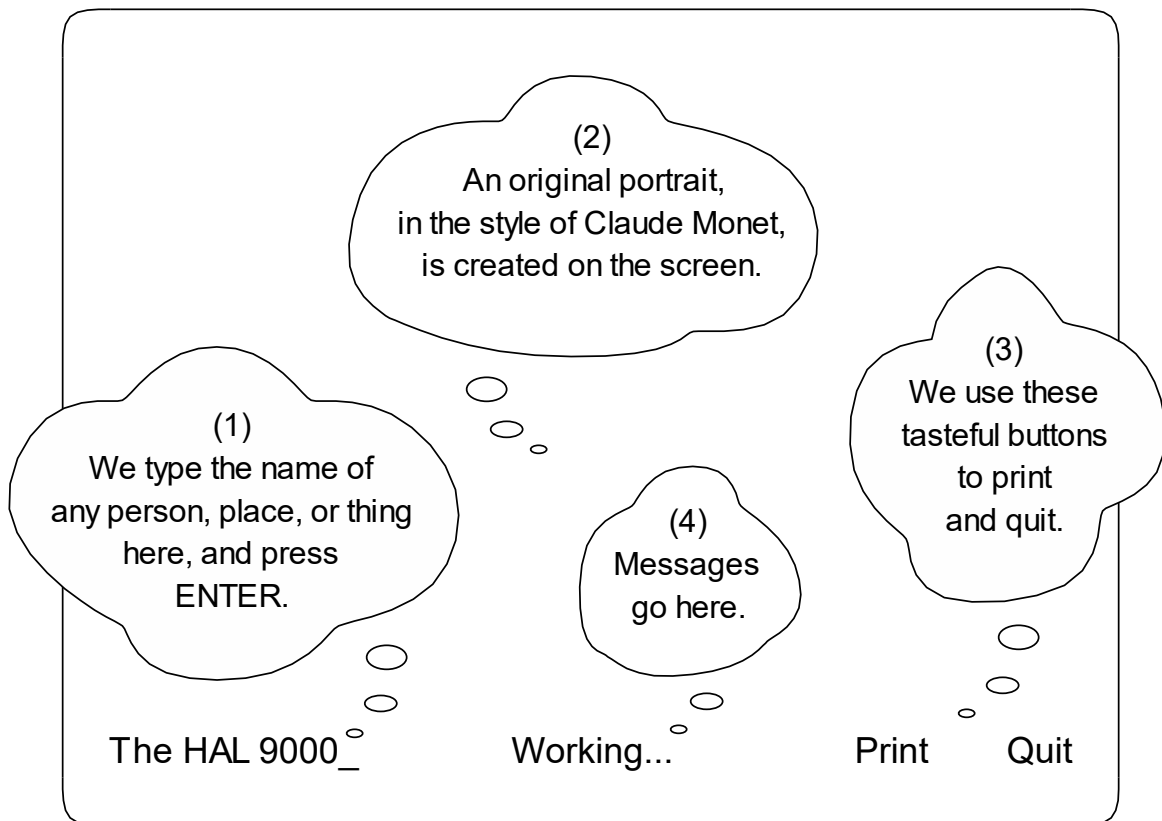 (2)
An original portrait,
in the style of Claude Monet,
is created on the screen.
(3)
We use these
tasteful buttons
to print
and quit.
(1)
We type the name of
any person, place, or thing
here, and press
ENTER.
(4)
Messages
go here.
The HAL 9000_ Working... Print Quit